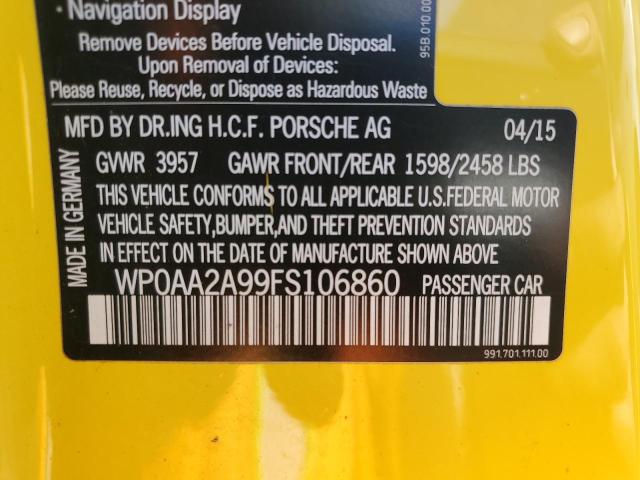 · Navigation Display
Remove Devices Before Vehicle Disposal.
Upon Removal of Devices:
Please Reuse, Recycle, or Dispose as Hazardous Waste
95B 010 00
MFD BY DR.ING H.C.F. PORSCHE AG 04/15
GVWR 3957 GAWR FRONT/REAR 1598/2458 LBS
THIS VEHICLE CONFORMS TO ALL APPLICABLE U.S.FEDERAL MOTOR
VEHICLE SAFETY,BUMPER,AND THEFT PREVENTION STANDARDS
IN EFFECT ON THE DATE OF MANUFACTURE SHOWN ABOVE
MADE IN GERMANY
WP0AA2A99FS106860 PASSENGER CAR
991.701.111.00